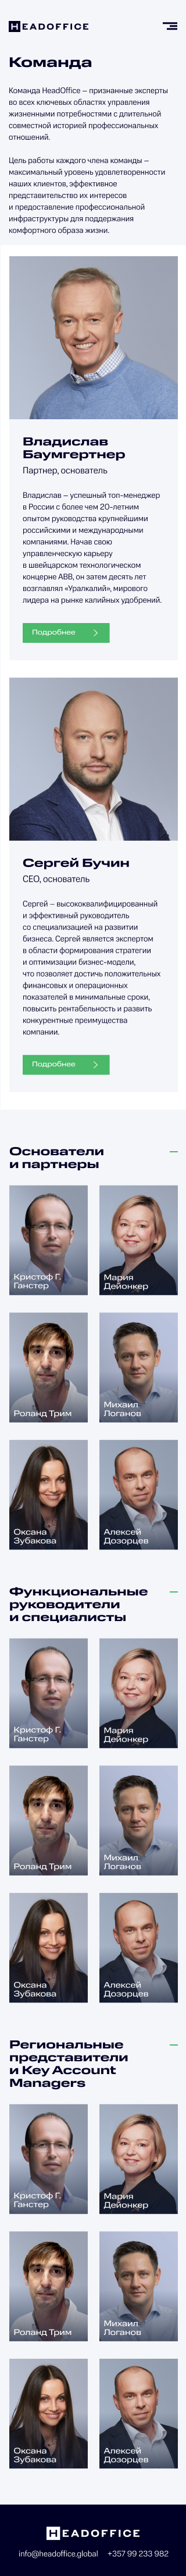 HEADOFFICE
Команда
Команда HeadOffice – признанные эксперты
во всех ключевых областях управления
жизненными потребностями с длительной
совместной историей профессиональных
отношений.
Цель работы каждого члена команды –
максимальный уровень удовлетворенности
наших клиентов, эффективное
представительство их интересов
и предоставление профессиональной
инфраструктуры для поддержания
комфортного образа жизни.
Владислав
Баумгертнер
Партнер, основатель
Владислав – успешный топ-менеджер
в России с более чем 20-летним
опытом руководства крупнейшими
российскими и международными
компаниями. Начав свою
управленческую карьеру
в швейцарском технологическом
концерне ABB, он затем десять лет
возглавлял «Уралкалий», мирового
лидера на рынке калийных удобрений.
Подробнее
Сергей Бучин
CEO, основатель
Сергей – высококвалифицированный
и эффективный руководитель
со специализацией на развитии
бизнеса. Сергей является экспертом
в области формирования стратегии
и оптимизации бизнес-модели,
что позволяет достичь положительных
финансовых и операционных
показателей в минимальные сроки,
повысить рентабельность и развить
конкурентные преимущества
компании.
Подробнее
Основатели
и партнеры
Кристоф Г.
Ганстер
Мария
Дейонкер
Роланд Трим
Михаил
Логанов
Оксана
Зубакова
Алексей
Дозорцев
Функциональные
руководители
и специалисты
Кристоф Г.
Ганстер
Мария
Дейонкер
Роланд Трим
Михаил
Логанов
Оксана
Зубакова
Алексей
Дозорцев
Региональные
представители
и Key Account
Managers
Кристоф Г.
Ганстер
Мария
Дейонкер
Роланд Трим
Михаил
Логанов
Оксана
Зубакова
Алексей
Дозорцев
HEADOFFICE
info@headoffice.global +357 99 233 982